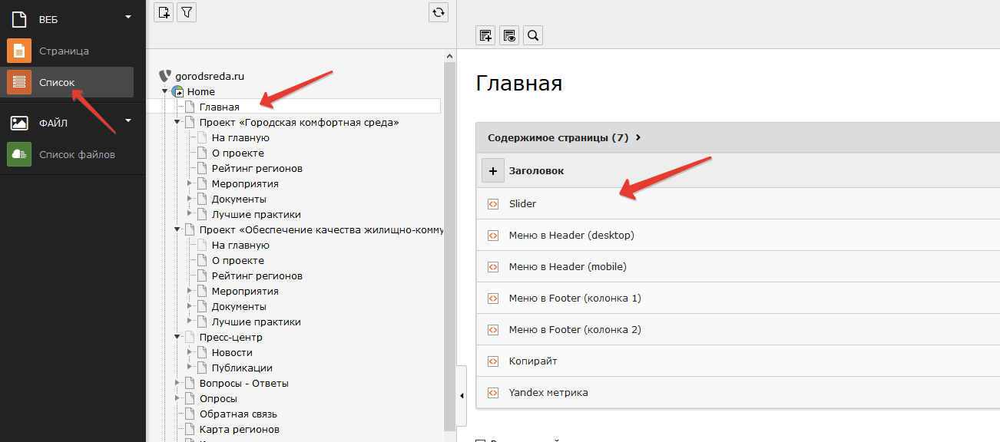 ВЕБ
Страница
Список
ФАЙЛ
Список файлов
gorodsreda.ru
Home
Главная
Проект «Городская комфортная среда»
На главную
О проекте
Рейтинг регионов
Мероприятия
Документы
Лучшие практики
Проект «Обеспечение качества жилищно-комму
На главную
О проекте
Рейтинг регионов
Мероприятия
Документы
Лучшие практики
Пресс-центр
Новости
Публикации
Вопросы - Ответы
Опросы
Обратная связь
Карта регионов
Главная
Содержимое страницы (7)
Заголовок
Slider
Меню в Header (desktop)
Меню в Header (mobile)
Меню в Footer (колонка 1)
Меню в Footer (колонка 2)
Копирайт
Yandex метрика